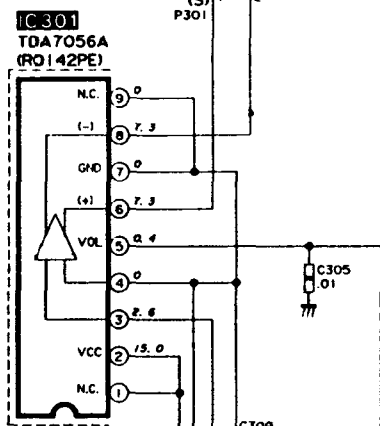 (S)
P301
IC301
TDA7056A
(RO142PE)
N.C. 9 0
(-) 8 7.3
GND 7 0
(+) 6 7.3
VOL 5 0.4
4 0
C305
.01
3 2.6
VCC 2 15.0
N.C. 1
C309